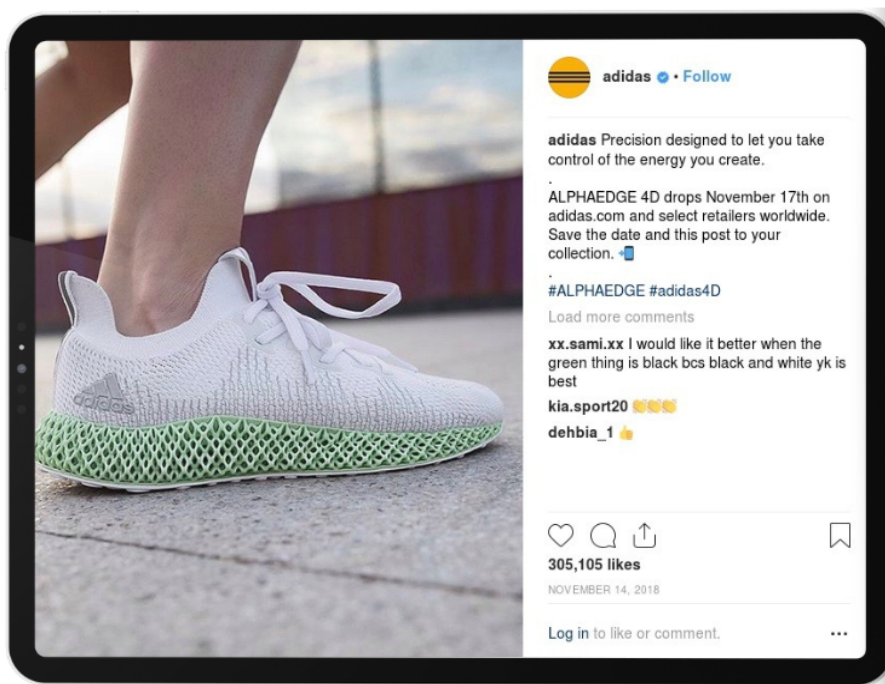 adidas • Follow
adidas Precision designed to let you take
control of the energy you create.
.
ALPHAEDGE 4D drops November 17th on
adidas.com and select retailers worldwide.
Save the date and this post to your
collection. 📲
.
#ALPHAEDGE #adidas4D
Load more comments
xx.sami.xx I would like it better when the
green thing is black bcs black and white yk is
best
kia.sport20 👏👏👏
dehbia_1 👍
305,105 likes
NOVEMBER 14, 2018
Log in to like or comment.
adidas